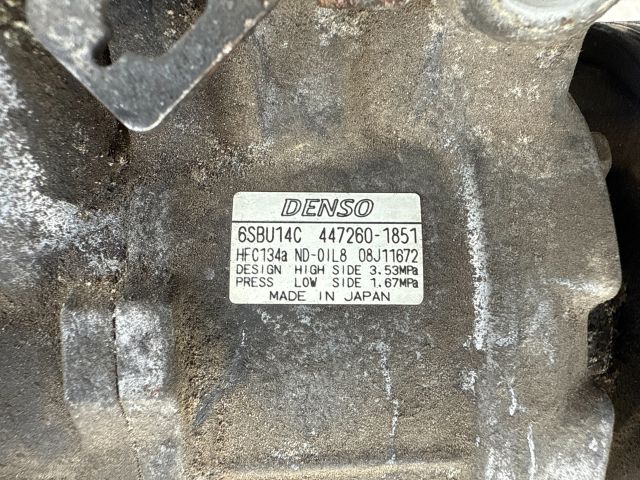 DENSO
6SBU14C 447260-1851
HFC134a ND-OIL8 08J11672
DESIGN HIGH SIDE 3.53MPa
PRESS LOW SIDE 1.67MPa
MADE IN JAPAN